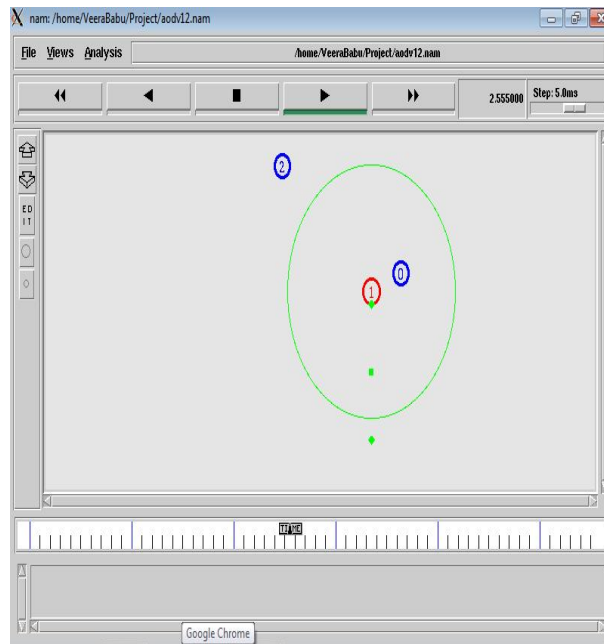 nam: /home/VeeraBabu/Project/aodv12.nam
File Views Analysis /home/VeeraBabu/Project/aodv12.nam
2.555000 Step: 5.0ms
ED
IT
2
0
1
TIME
Google Chrome